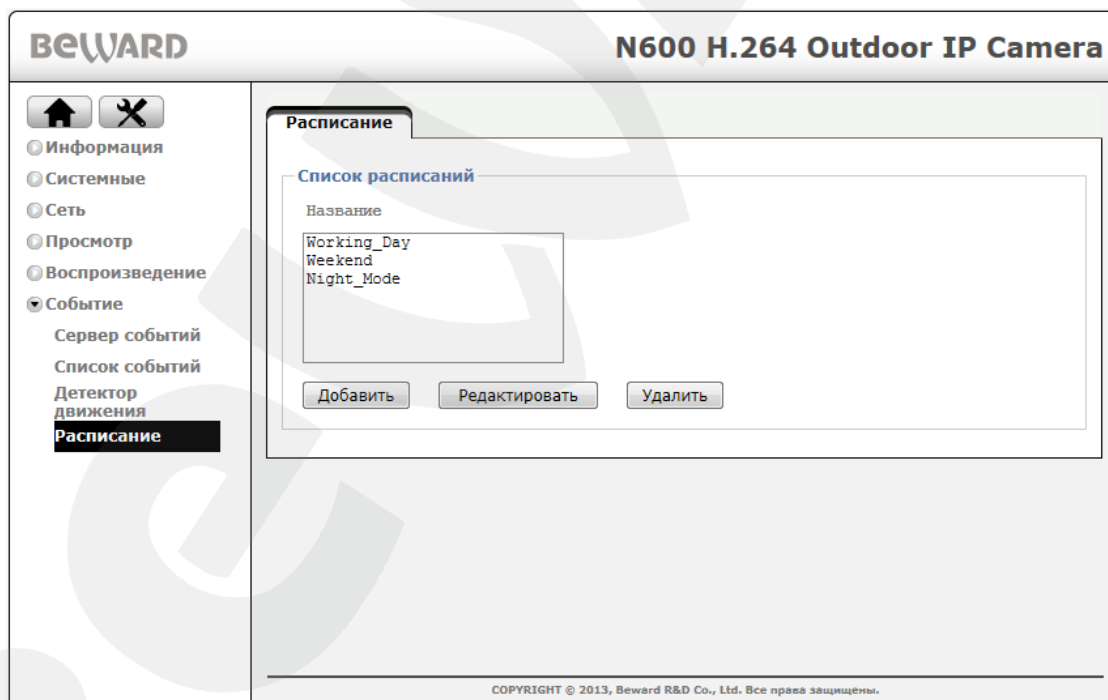 BEWARD
N600 H.264 Outdoor IP Camera
Информация
Системные
Сеть
Просмотр
Воспроизведение
Событие
Сервер событий
Список событий
Детектор
движения
Расписание
Расписание
Список расписаний
Название
Working_Day
Weekend
Night_Mode
Добавить
Редактировать
Удалить
COPYRIGHT © 2013, Beward R&D Co., Ltd. Все права защищены.